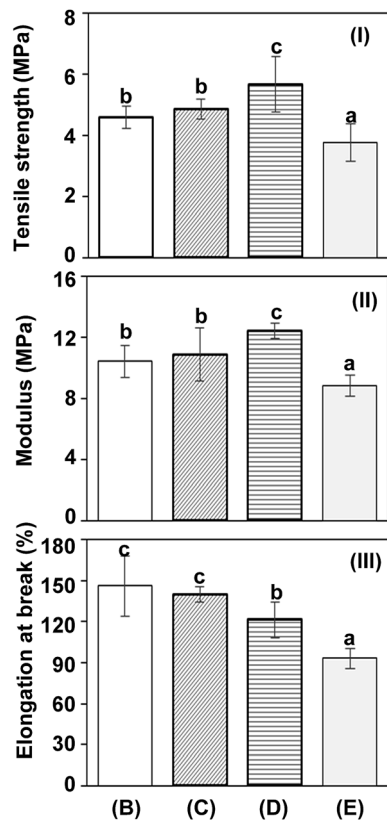 Tensile strength (MPa)
8
6
4
2
0
(I)
b
b
c
a
Modulus (MPa)
16
12
8
4
0
(II)
b
b
c
a
Elongation at break (%)
180
150
120
90
60
30
0
(III)
c
c
b
a
(B) (C) (D) (E)